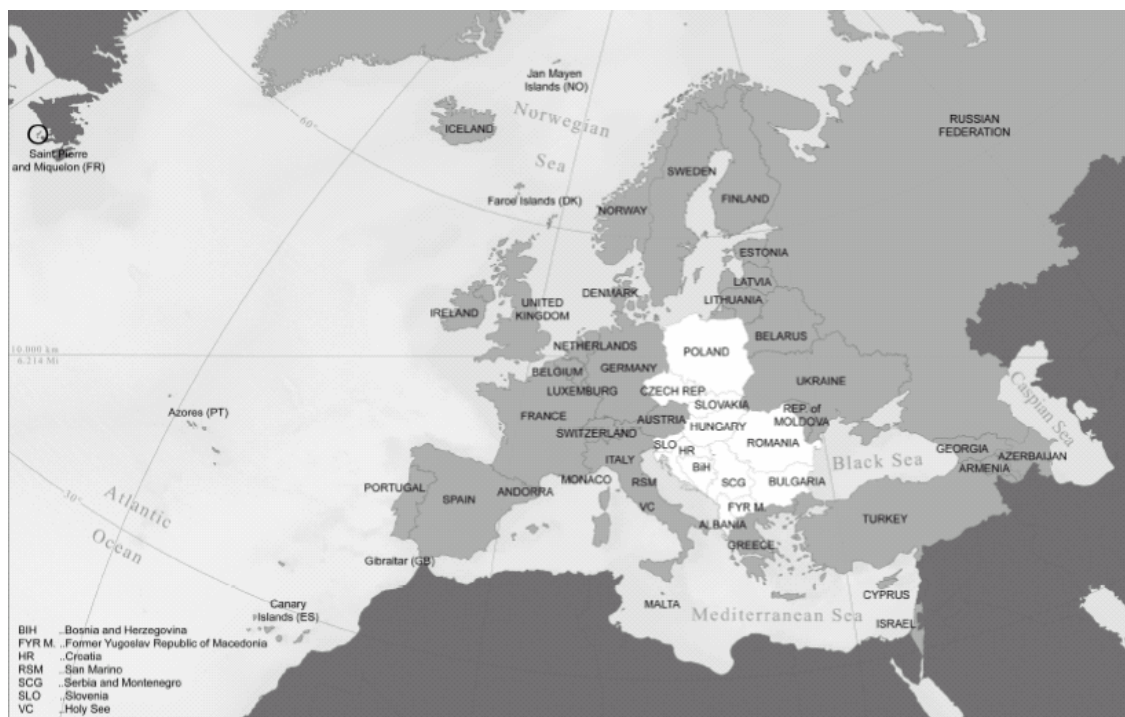 Jan Mayen
Islands (NO)
Norwegian
Sea
60°
ICELAND
RUSSIAN
FEDERATION
Saint Pierre
and Miquelon (FR)
SWEDEN
FINLAND
Faroe Islands (DK)
NORWAY
ESTONIA
LATVIA
DENMARK
LITHUANIA
UNITED
KINGDOM
IRELAND
BELARUS
NETHERLANDS
POLAND
10.000 km
6.214 Mi
BELGIUM
GERMANY
UKRAINE
LUXEMBURG
CZECH REP.
SLOVAKIA
Caspian Sea
Azores (PT)
FRANCE
AUSTRIA
HUNGARY
REP. of
MOLDOVA
SWITZERLAND
SLO
HR
ROMANIA
GEORGIA
AZERBAIJAN
ARMENIA
ITALY
BiH
Black Sea
MONACO
RSM
SCG
BULGARIA
PORTUGAL
SPAIN
ANDORRA
30°
VC
FYR M.
ALBANIA
TURKEY
Atlantic
Ocean
GREECE
Gibraltar (GB)
CYPRUS
Canary
Islands (ES)
MALTA
Mediterranean Sea
ISRAEL
BIH ..Bosnia and Herzegovina
FYR M. ..Former Yugoslav Republic of Macedonia
HR ..Croatia
RSM ..San Marino
SCG ..Serbia and Montenegro
SLO ..Slovenia
VC ..Holy See